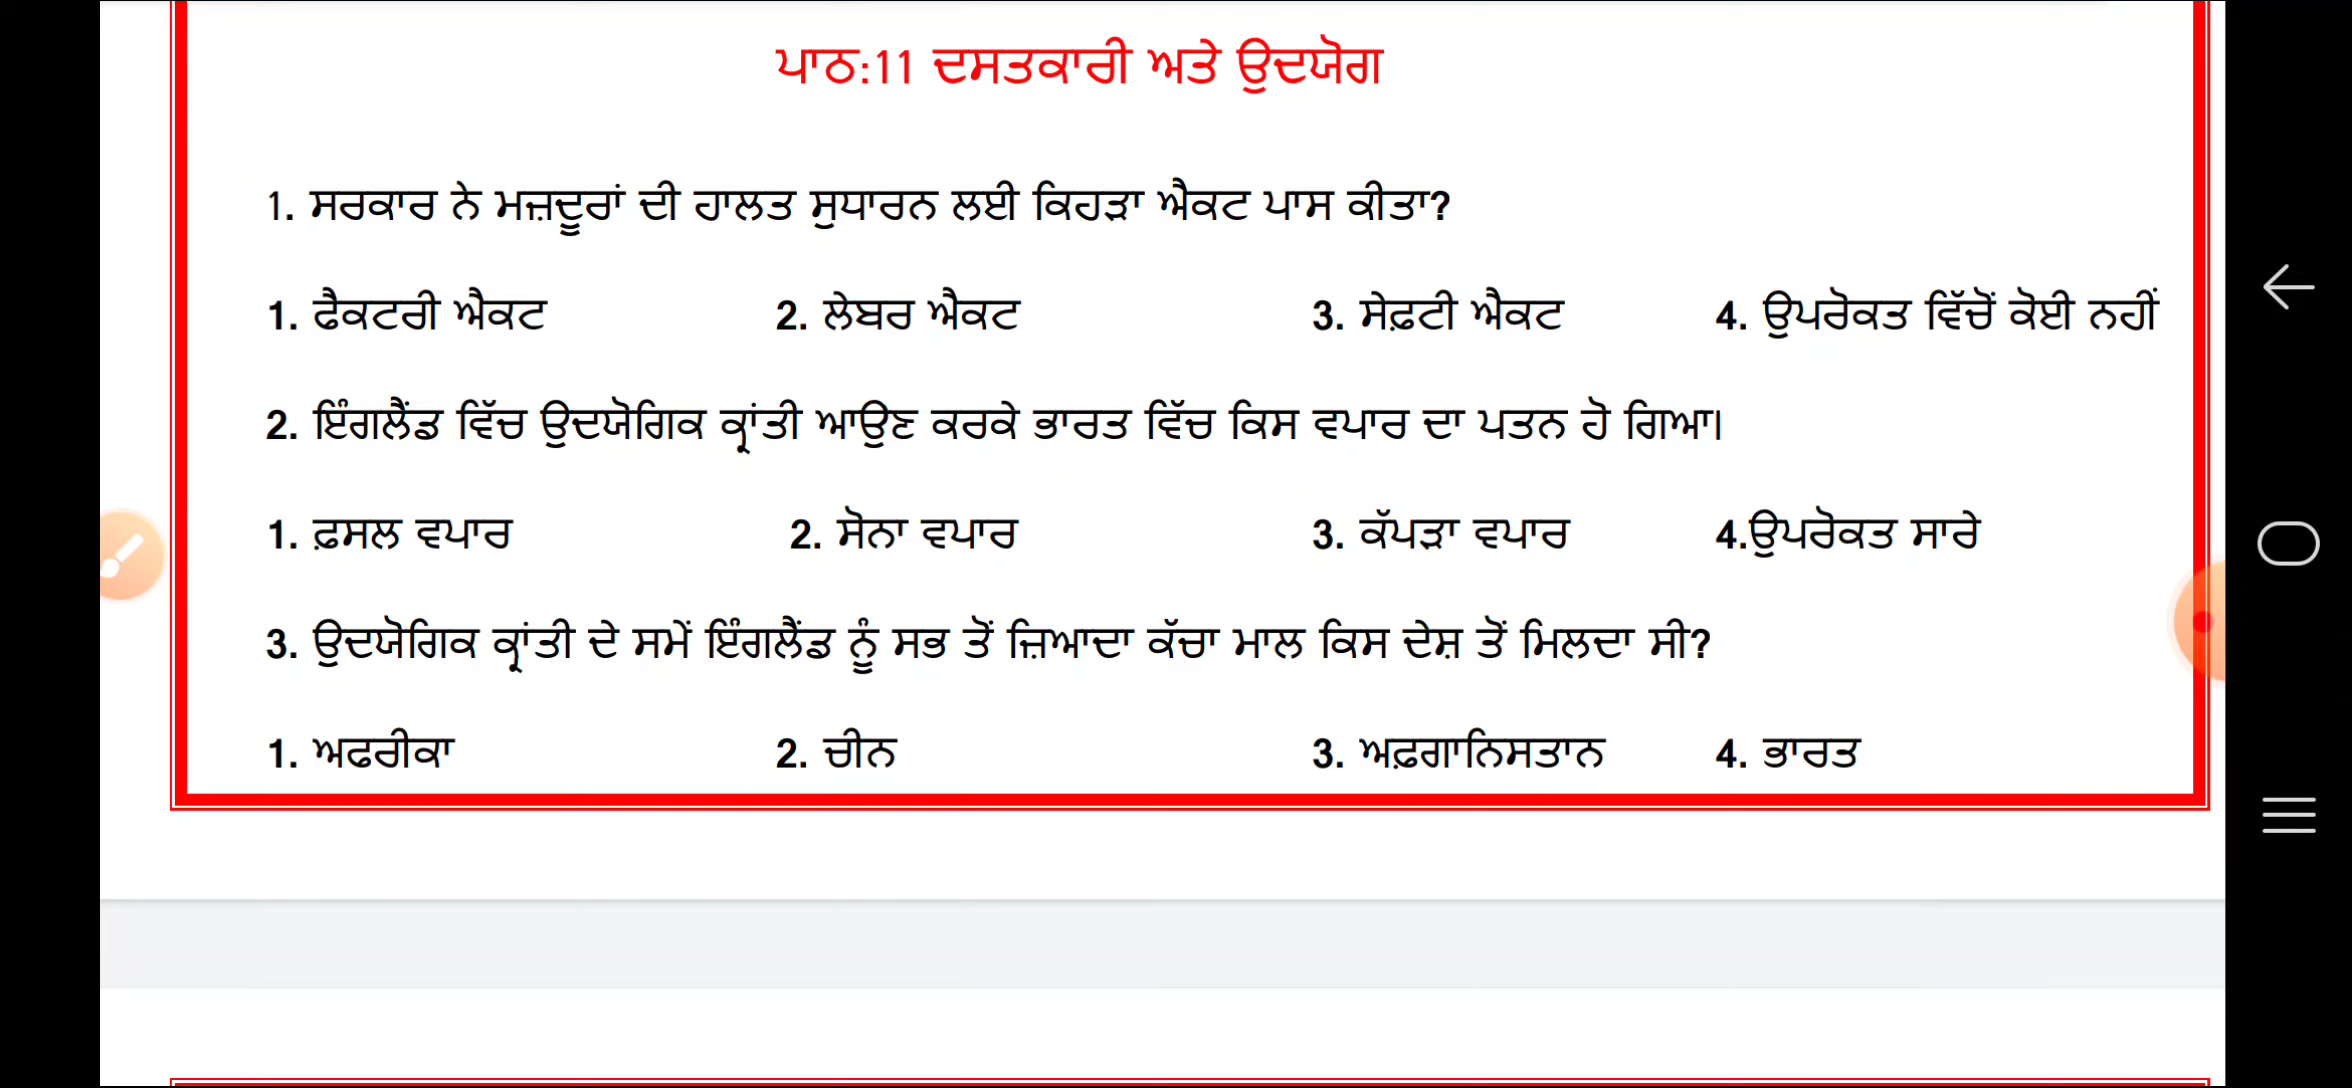 ਪਾਠ:11 ਦਸਤਕਾਰੀ ਅਤੇ ਉਦਯੋਗ
1. ਸਰਕਾਰ ਨੇ ਮਜ਼ਦੂਰਾਂ ਦੀ ਹਾਲਤ ਸੁਧਾਰਨ ਲਈ ਕਿਹੜਾ ਐਕਟ ਪਾਸ ਕੀਤਾ?
1. ਫੈਕਟਰੀ ਐਕਟ 2. ਲੇਬਰ ਐਕਟ 3. ਸੇਫ਼ਟੀ ਐਕਟ 4. ਉਪਰੋਕਤ ਵਿੱਚੋਂ ਕੋਈ ਨਹੀਂ
2. ਇੰਗਲੈਂਡ ਵਿੱਚ ਉਦਯੋਗਿਕ ਕ੍ਰਾਂਤੀ ਆਉਣ ਕਰਕੇ ਭਾਰਤ ਵਿੱਚ ਕਿਸ ਵਪਾਰ ਦਾ ਪਤਨ ਹੋ ਗਿਆ।
1. ਫ਼ਸਲ ਵਪਾਰ 2. ਸੋਨਾ ਵਪਾਰ 3. ਕੱਪੜਾ ਵਪਾਰ 4.ਉਪਰੋਕਤ ਸਾਰੇ
3. ਉਦਯੋਗਿਕ ਕ੍ਰਾਂਤੀ ਦੇ ਸਮੇਂ ਇੰਗਲੈਂਡ ਨੂੰ ਸਭ ਤੋਂ ਜ਼ਿਆਦਾ ਕੱਚਾ ਮਾਲ ਕਿਸ ਦੇਸ਼ ਤੋਂ ਮਿਲਦਾ ਸੀ?
1. ਅਫਰੀਕਾ 2. ਚੀਨ 3. ਅਫ਼ਗਾਨਿਸਤਾਨ 4. ਭਾਰਤ